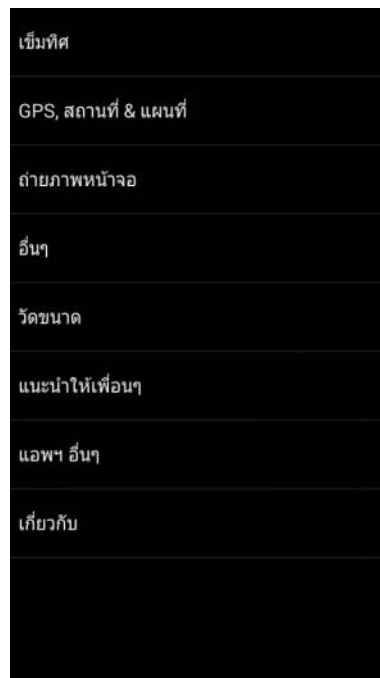 เข็มทิศ
GPS, สถานที่ & แผนที่
ถ่ายภาพหน้าจอ
อื่นๆ
วัดขนาด
แนะนำให้เพื่อนๆ
แอพฯ อื่นๆ
เกี่ยวกับ